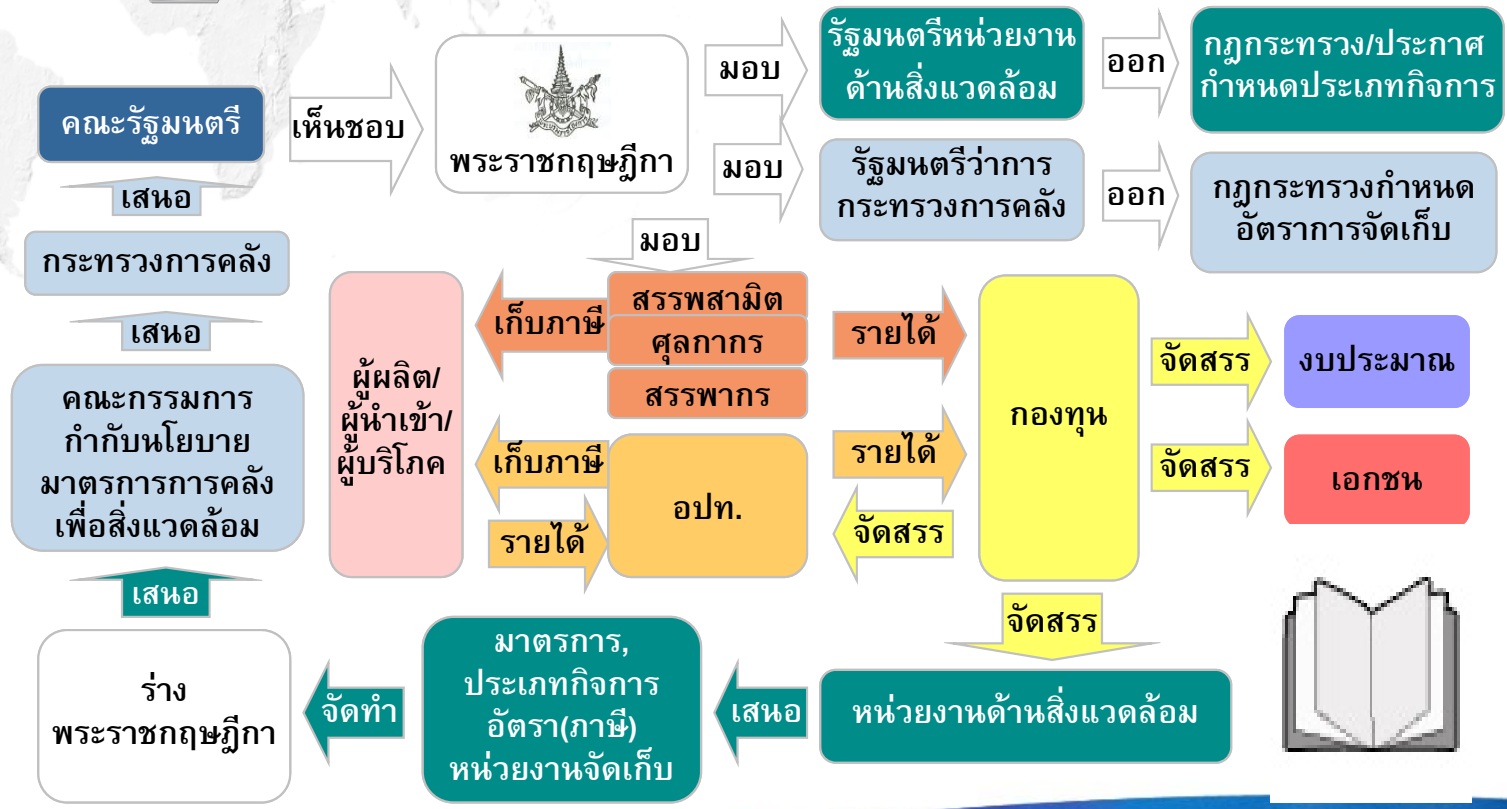 คณะรัฐมนตรี
เห็นชอบ
พระราชกฤษฎีกา
มอบ
รัฐมนตรีหน่วยงาน
ด้านสิ่งแวดล้อม
ออก
กฎกระทรวง/ประกาศ
กำหนดประเภทกิจการ
มอบ
รัฐมนตรีว่าการ
กระทรวงการคลัง
ออก
กฎกระทรวงกำหนด
อัตราการจัดเก็บ
เสนอ
กระทรวงการคลัง
เสนอ
คณะกรรมการ
กำกับนโยบาย
มาตรการการคลัง
เพื่อสิ่งแวดล้อม
เสนอ
ร่าง
พระราชกฤษฎีกา
มอบ
ผู้ผลิต/
ผู้นำเข้า/
ผู้บริโภค
เก็บภาษี
สรรพสามิต
ศุลกากร
สรรพากร
รายได้
เก็บภาษี
อปท.
รายได้
รายได้
จัดสรร
กองทุน
จัดสรร
งบประมาณ
จัดสรร
เอกชน
จัดสรร
จัดทำ
มาตรการ,
ประเภทกิจการ
อัตรา(ภาษี)
หน่วยงานจัดเก็บ
เสนอ
หน่วยงานด้านสิ่งแวดล้อม